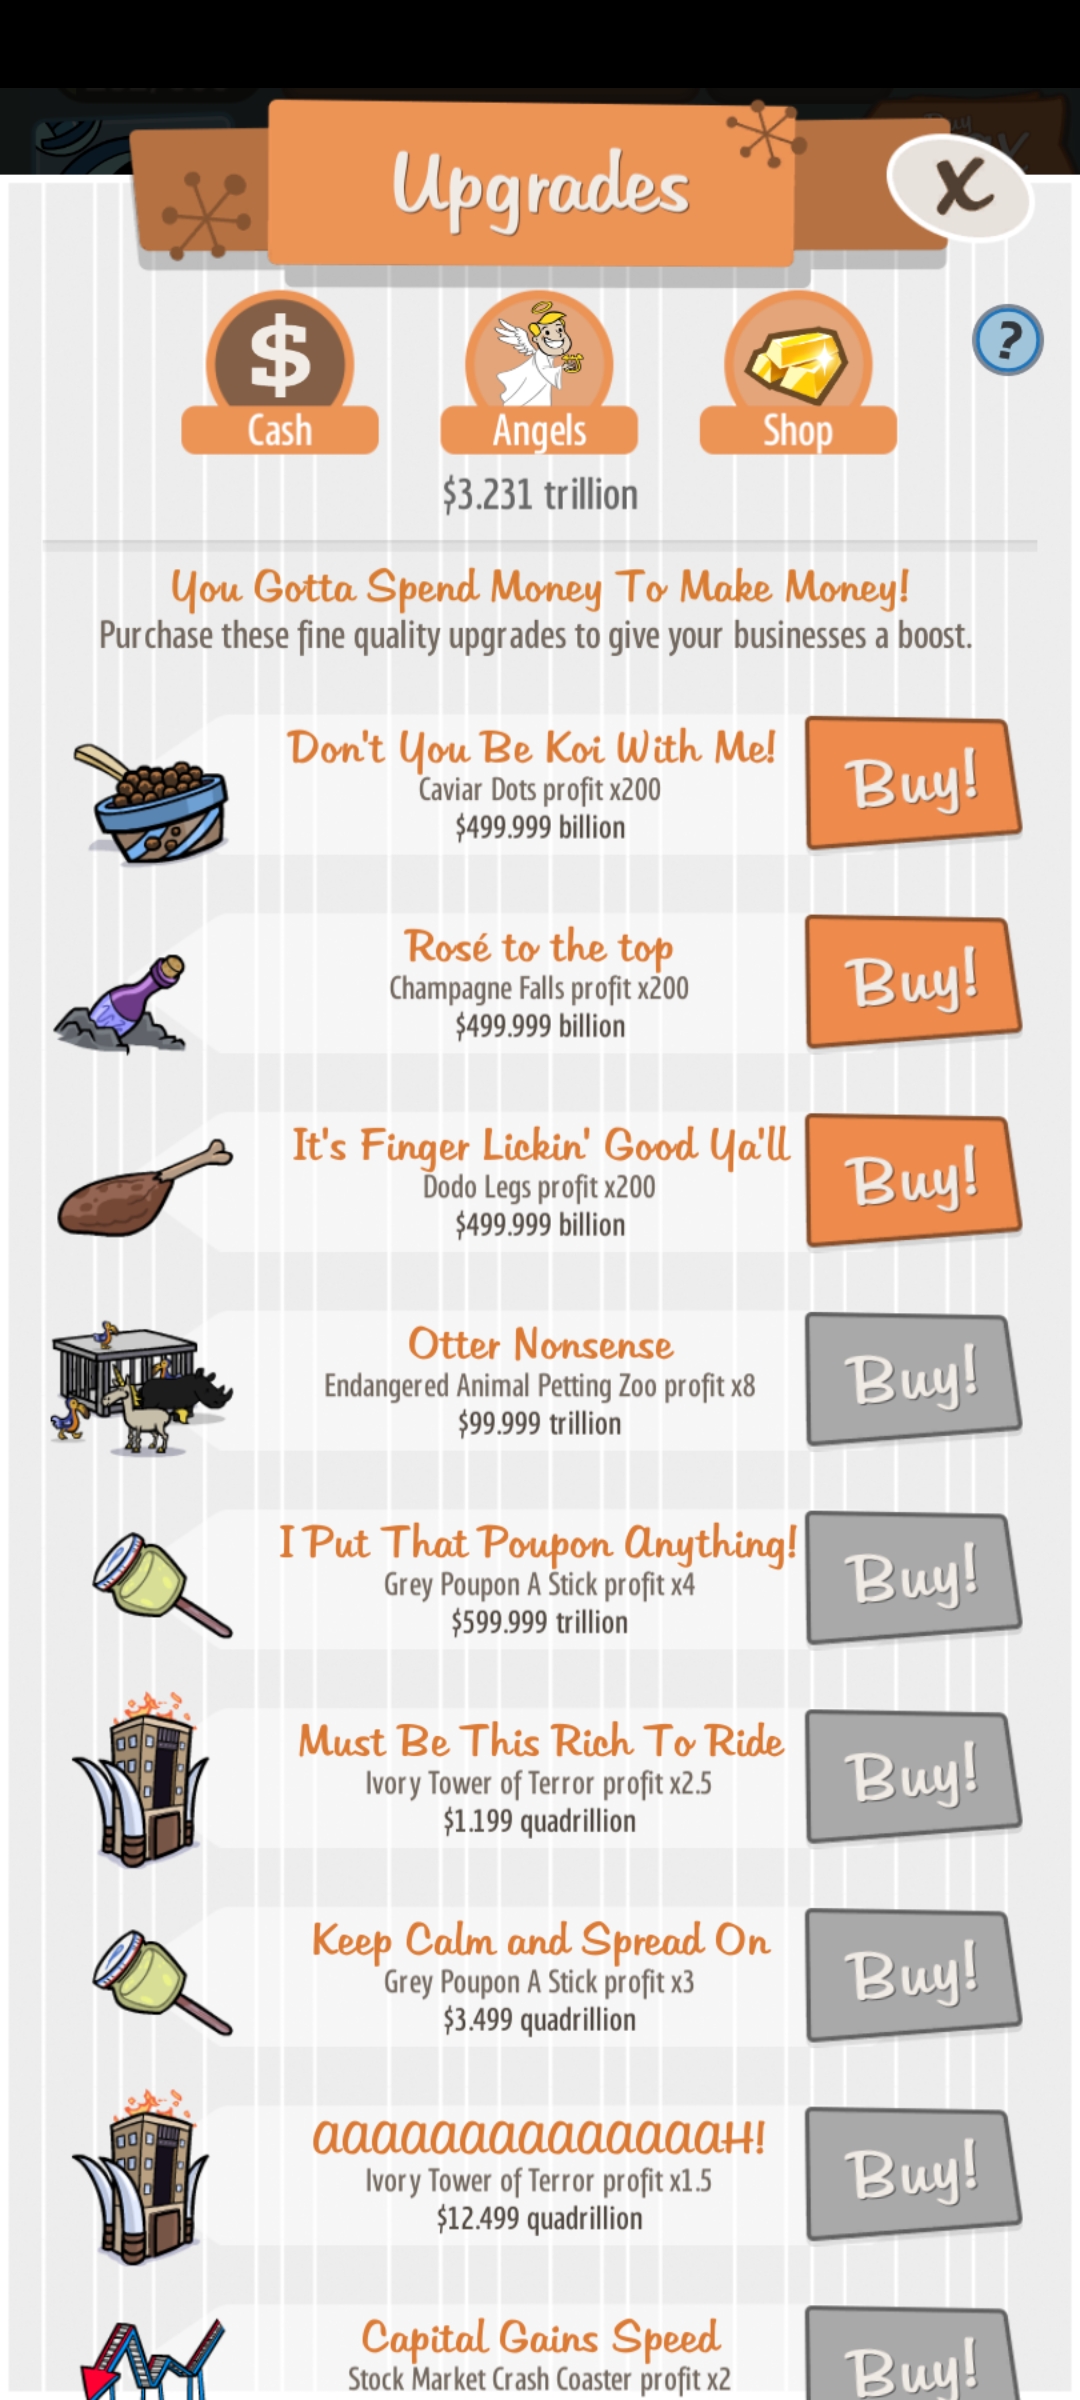 Upgrades
X
$
?
Cash
Angels
Shop
$3.231 trillion
You Gotta Spend Money To Make Money!
Purchase these fine quality upgrades to give your businesses a boost.
Don't You Be Koi With Me!
Caviar Dots profit x200
$499.999 billion
Buy!
Rosé to the top
Champagne Falls profit x200
$499.999 billion
Buy!
It's Finger Lickin' Good Ya'll
Dodo Legs profit x200
$499.999 billion
Buy!
Otter Nonsense
Endangered Animal Petting Zoo profit x8
$99.999 trillion
Buy!
I Put That Poupon Anything!
Grey Poupon A Stick profit x4
$599.999 trillion
Buy!
Must Be This Rich To Ride
Ivory Tower of Terror profit x2.5
$1.199 quadrillion
Buy!
Keep Calm and Spread On
Grey Poupon A Stick profit x3
$3.499 quadrillion
Buy!
AAAAAAAAAAAAAAH!
Ivory Tower of Terror profit x1.5
$12.499 quadrillion
Buy!
Capital Gains Speed
Stock Market Crash Coaster profit x2
Buy!